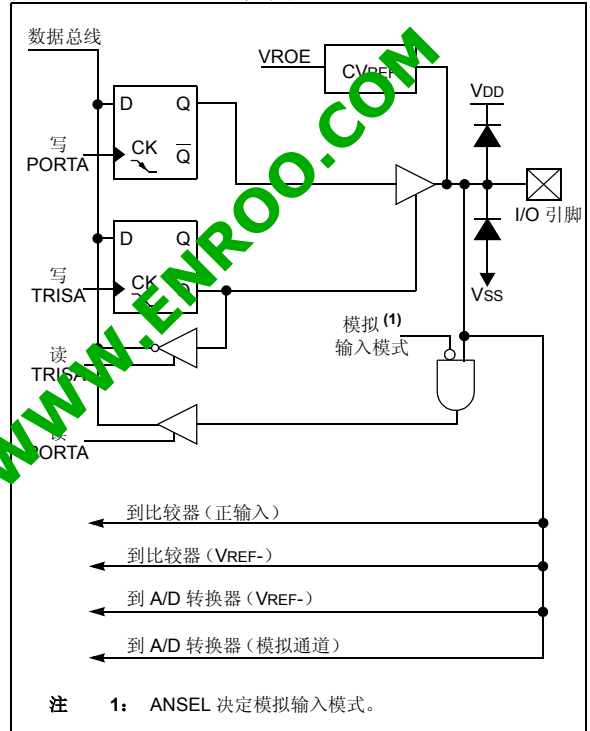 数据总线
VROE
CVREF
VDD
D Q
写 PORTA
CK Q
I/O 引脚
D Q
写 TRISA
CK Q
VSS
模拟(1)
输入模式
读 TRISA
读 PORTA
到比较器(正输入)
到比较器(VREF-)
到 A/D 转换器(VREF-)
到 A/D 转换器(模拟通道)
注 1: ANSEL 决定模拟输入模式。
WWW.ENROO.COM